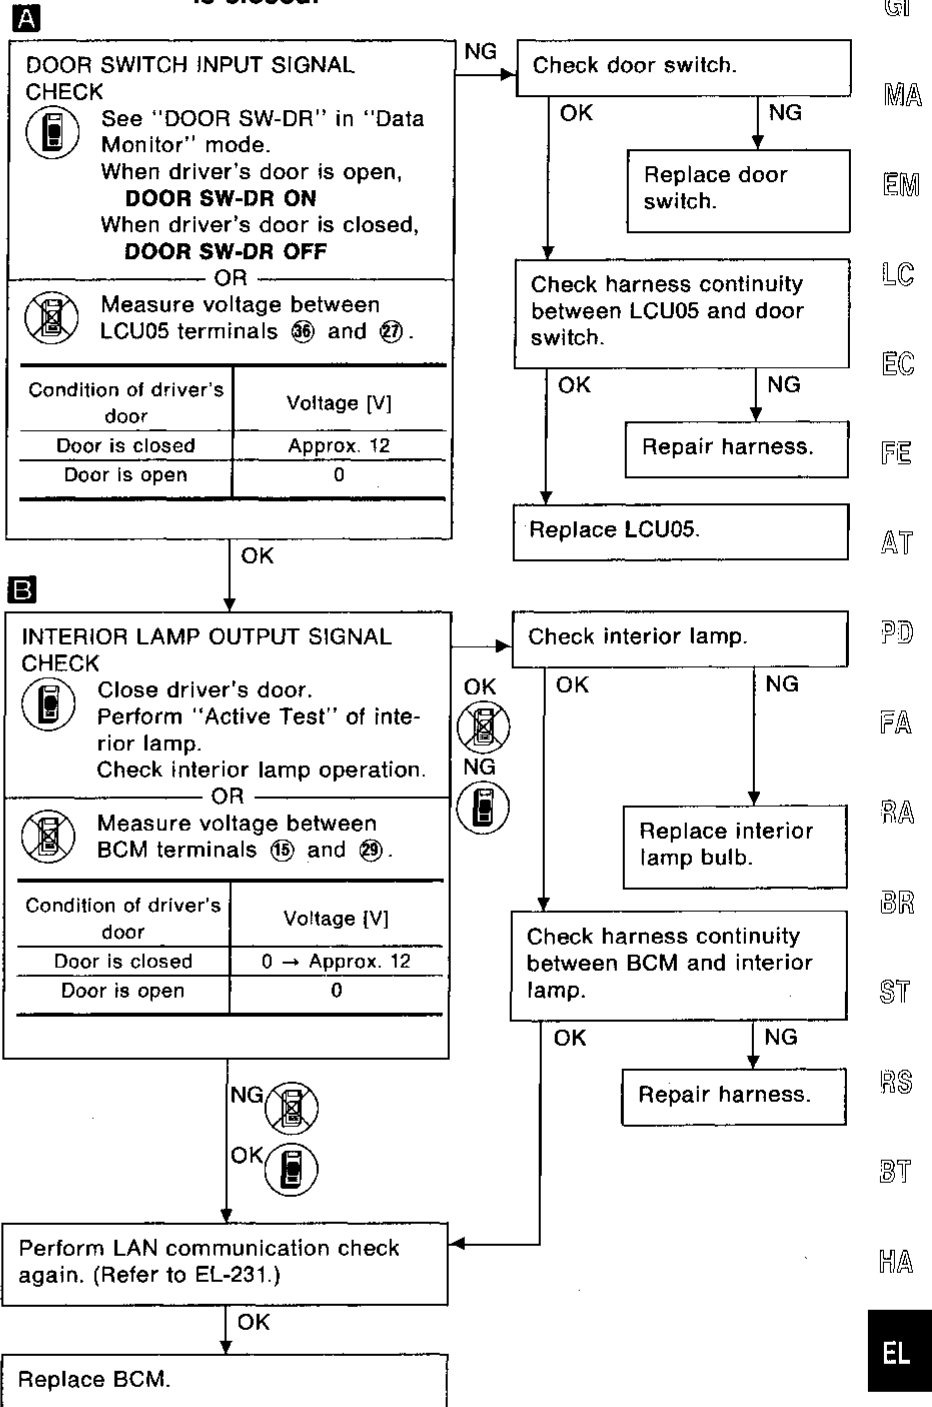 is closed.
A
DOOR SWITCH INPUT SIGNAL
CHECK
See "DOOR SW-DR" in "Data
Monitor" mode.
When driver's door is open,
DOOR SW-DR ON
When driver's door is closed,
DOOR SW-DR OFF
OR
Measure voltage between
LCU05 terminals 36 and 27.
Condition of driver's
door
Voltage [V]
Door is closed
Approx. 12
Door is open
0
NG
Check door switch.
OK
NG
Replace door
switch.
Check harness continuity
between LCU05 and door
switch.
OK
NG
Repair harness.
Replace LCU05.
OK
B
INTERIOR LAMP OUTPUT SIGNAL
CHECK
Close driver's door.
Perform "Active Test" of inte-
rior lamp.
Check interior lamp operation.
OR
Measure voltage between
BCM terminals 15 and 29.
Condition of driver's
door
Voltage [V]
Door is closed
0 → Approx. 12
Door is open
0
OK
NG
Check interior lamp.
OK
NG
Replace interior
lamp bulb.
Check harness continuity
between BCM and interior
lamp.
OK
NG
Repair harness.
NG
OK
Perform LAN communication check
again. (Refer to EL-231.)
OK
Replace BCM.
GI
MA
EM
LC
EC
FE
AT
PD
FA
RA
BR
ST
RS
BT
HA
EL